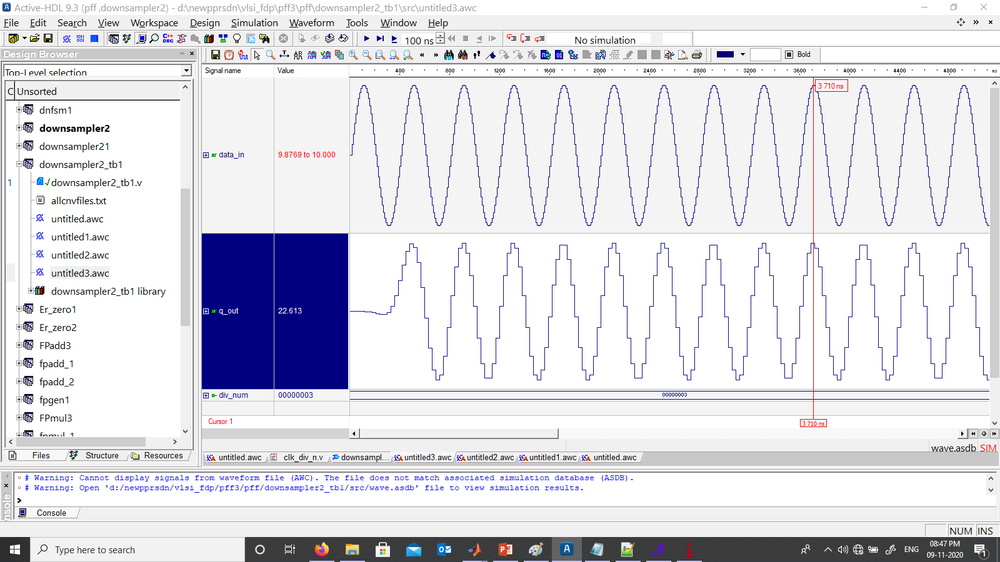 Active-HDL 9.3 (pff ,downsampler2) - d:\newpprsdn\vlsi_fdp\pff3\pff\downsampler2_tb1\src\untitled3.awc
File Edit Search View Workspace Design Simulation Waveform Tools Window Help
100 ns
No simulation
Design Browser
Bold
Top-Level selection
Signal name Value
400 800 1200 1600 2000 2400 2800 3200 3600 4000 4400 4800 ns
C Unsorted
3 710 ns
dnfsm1
downsampler2
downsampler21
data_in 9.8769 to 10.000
downsampler2_tb1
1 downsampler2_tb1.v
allcnvfiles.txt
untitled.awc
untitled1.awc
untitled2.awc
untitled3.awc
downsampler2_tb1 library
Er_zero1
q_out 22.613
Er_zero2
FPadd3
fpadd_1
fpadd_2
fpgen1
div_num 00000003 00000003
FPmul3
Cursor 1
3 710 ns
fpmul_1
wave.asdb SIM
Files Structure Resources
untitled.awc clk_div_n.v downsampl... untitled3.awc untitled2.awc untitled1.awc untitled.awc
# Warning: Cannot display signals from waveform file (AWC). The file does not match associated simulation database (ASDB).
# Warning: Open 'd:/newpprsdn/vlsi_fdp/pff3/pff/downsampler2_tb1/src/wave.asdb' file to view simulation results.
>
Console
NUM INS
Type here to search
ENG
08:47 PM
09-11-2020
1